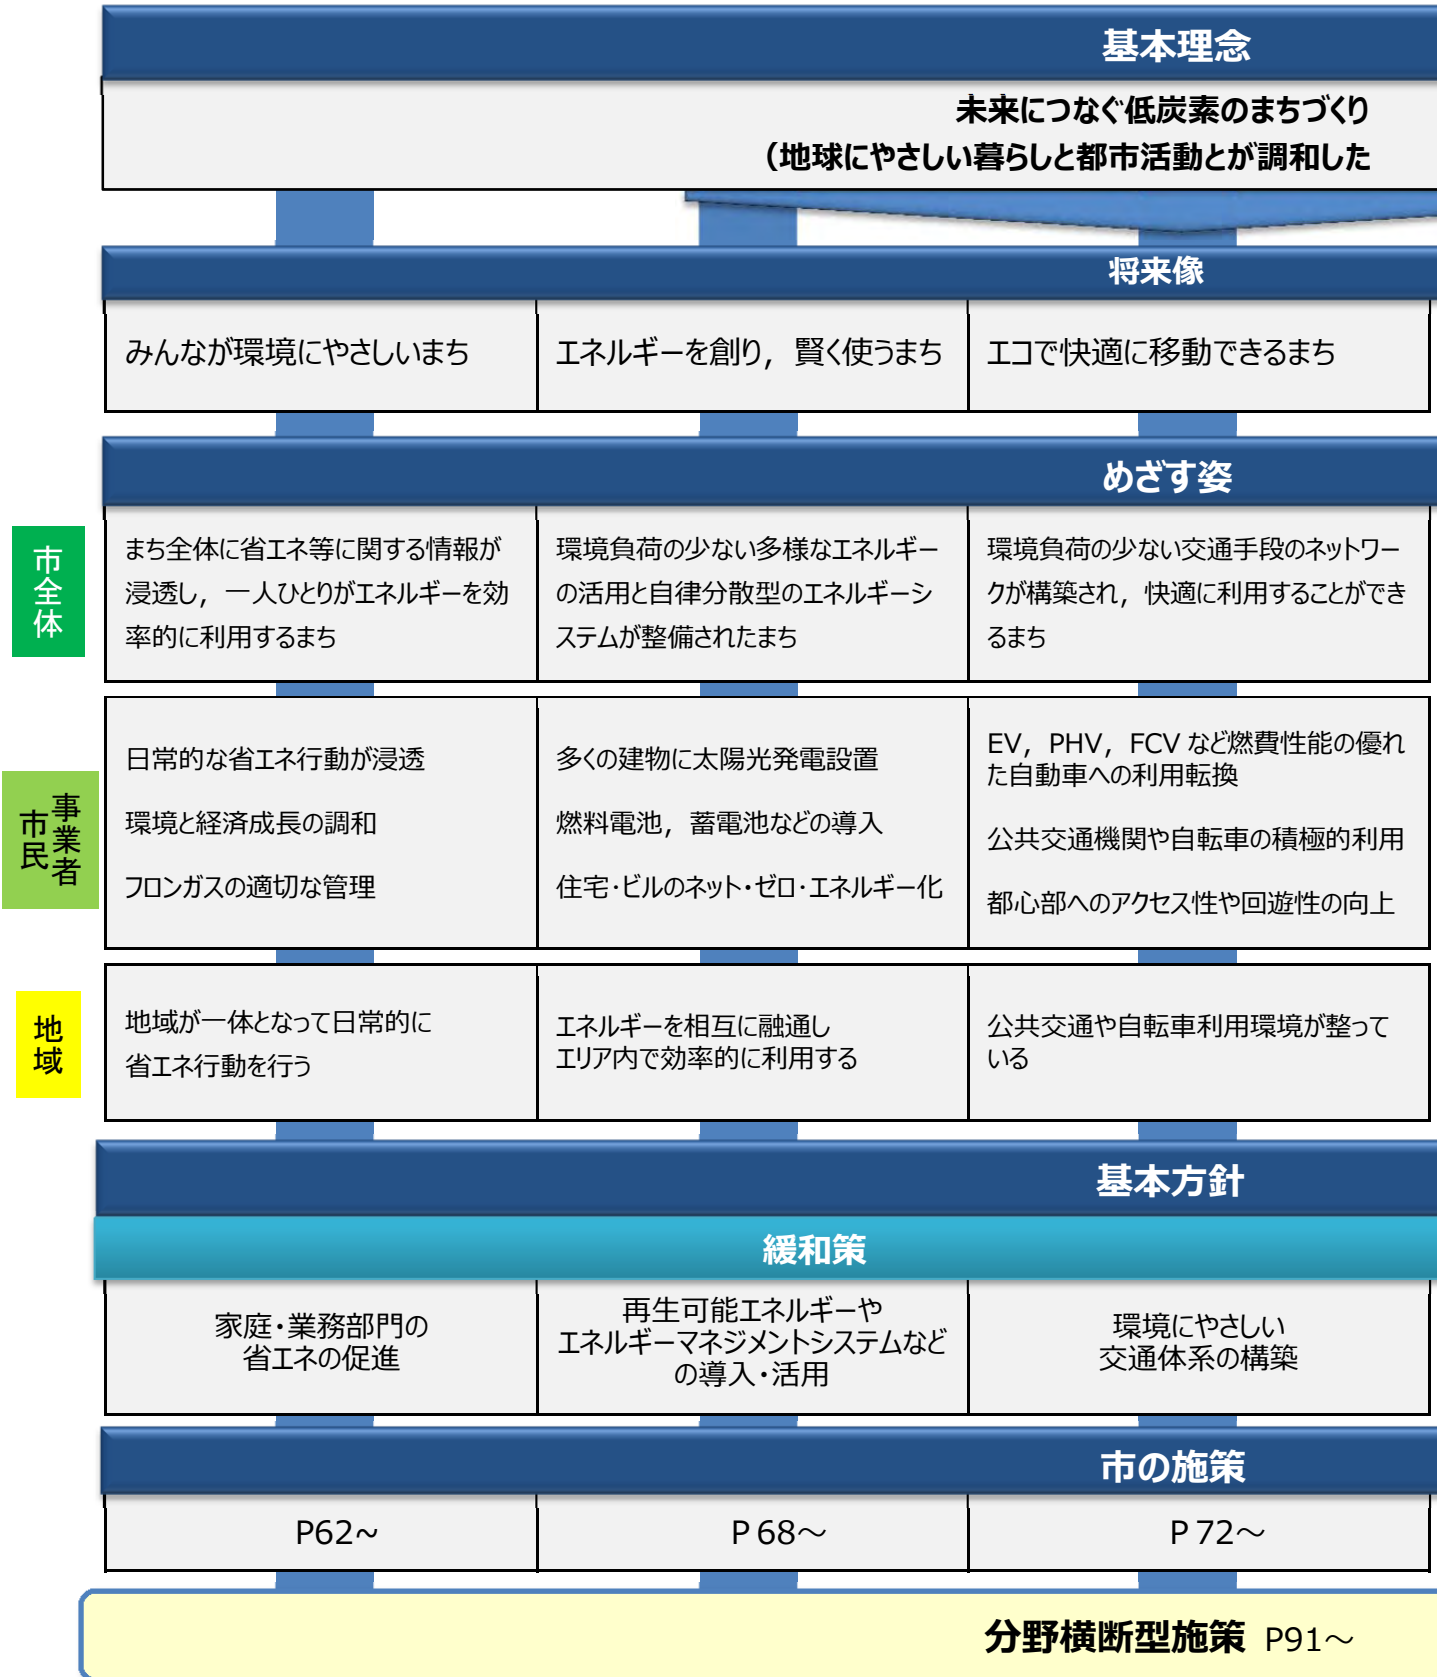 基本理念
未来につなぐ低炭素のまちづくり
（地球にやさしい暮らしと都市活動とが調和した
将来像
みんなが環境にやさしいまち
エネルギーを創り，賢く使うまち
エコで快適に移動できるまち
めざす姿
市全体
まち全体に省エネ等に関する情報が
浸透し，一人ひとりがエネルギーを効
率的に利用するまち
環境負荷の少ない多様なエネルギー
の活用と自律分散型のエネルギーシ
ステムが整備されたまち
環境負荷の少ない交通手段のネットワー
クが構築され，快適に利用することができ
るまち
事業者
市民
日常的な省エネ行動が浸透
環境と経済成長の調和
フロンガスの適切な管理
多くの建物に太陽光発電設置
燃料電池，蓄電池などの導入
住宅・ビルのネット・ゼロ・エネルギー化
EV，PHV，FCV など燃費性能の優れ
た自動車への利用転換
公共交通機関や自転車の積極的利用
都心部へのアクセス性や回遊性の向上
地域
地域が一体となって日常的に
省エネ行動を行う
エネルギーを相互に融通し
エリア内で効率的に利用する
公共交通や自転車利用環境が整って
いる
基本方針
緩和策
家庭・業務部門の
省エネの促進
再生可能エネルギーや
エネルギーマネジメントシステムなど
の導入・活用
環境にやさしい
交通体系の構築
市の施策
P62~
P 68～
P 72～
分野横断型施策 P91～